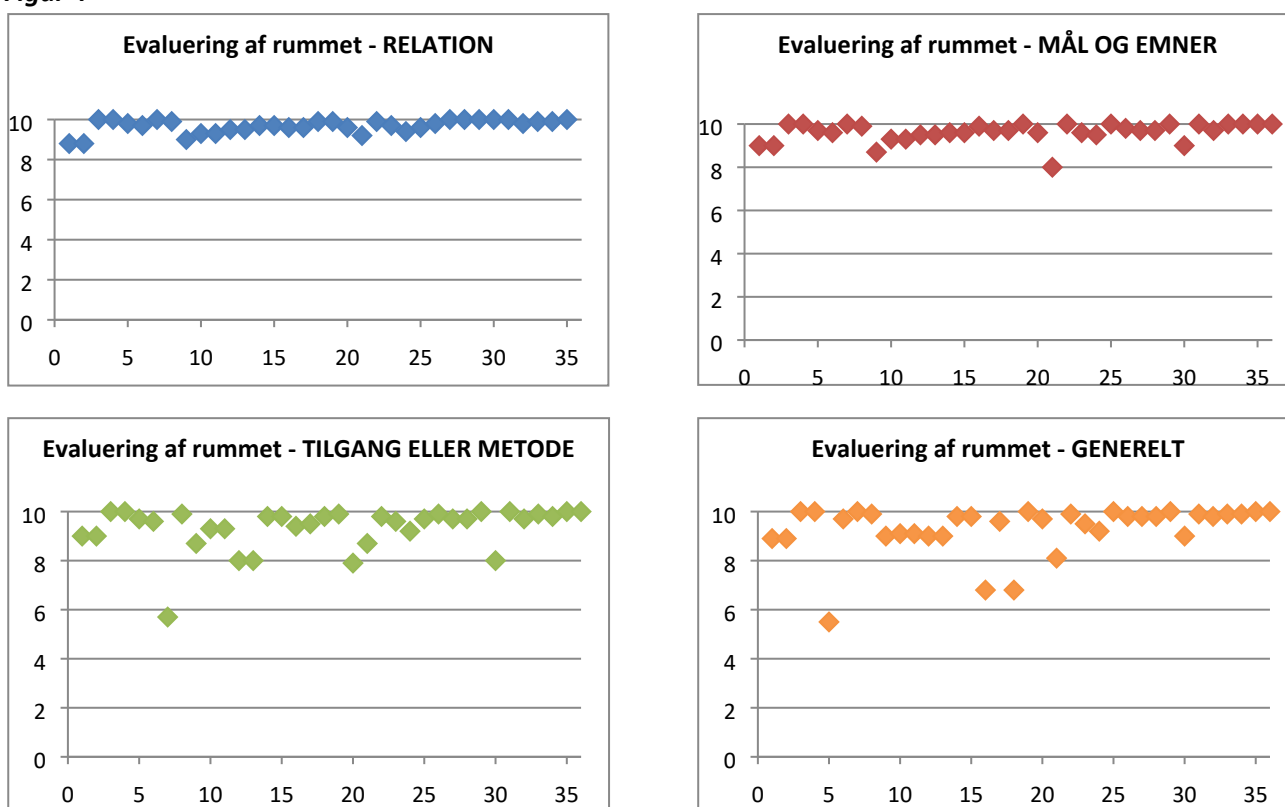 Figur
Evaluering af rummet - RELATION
10
8
6
4
2
0
0 5 10 15 20 25 30 35
Evaluering af rummet - MÅL OG EMNER
10
8
6
4
2
0
0 5 10 15 20 25 30 35
Evaluering af rummet - TILGANG ELLER METODE
10
8
6
4
2
0
0 5 10 15 20 25 30 35
Evaluering af rummet - GENERELT
10
8
6
4
2
0
0 5 10 15 20 25 30 35